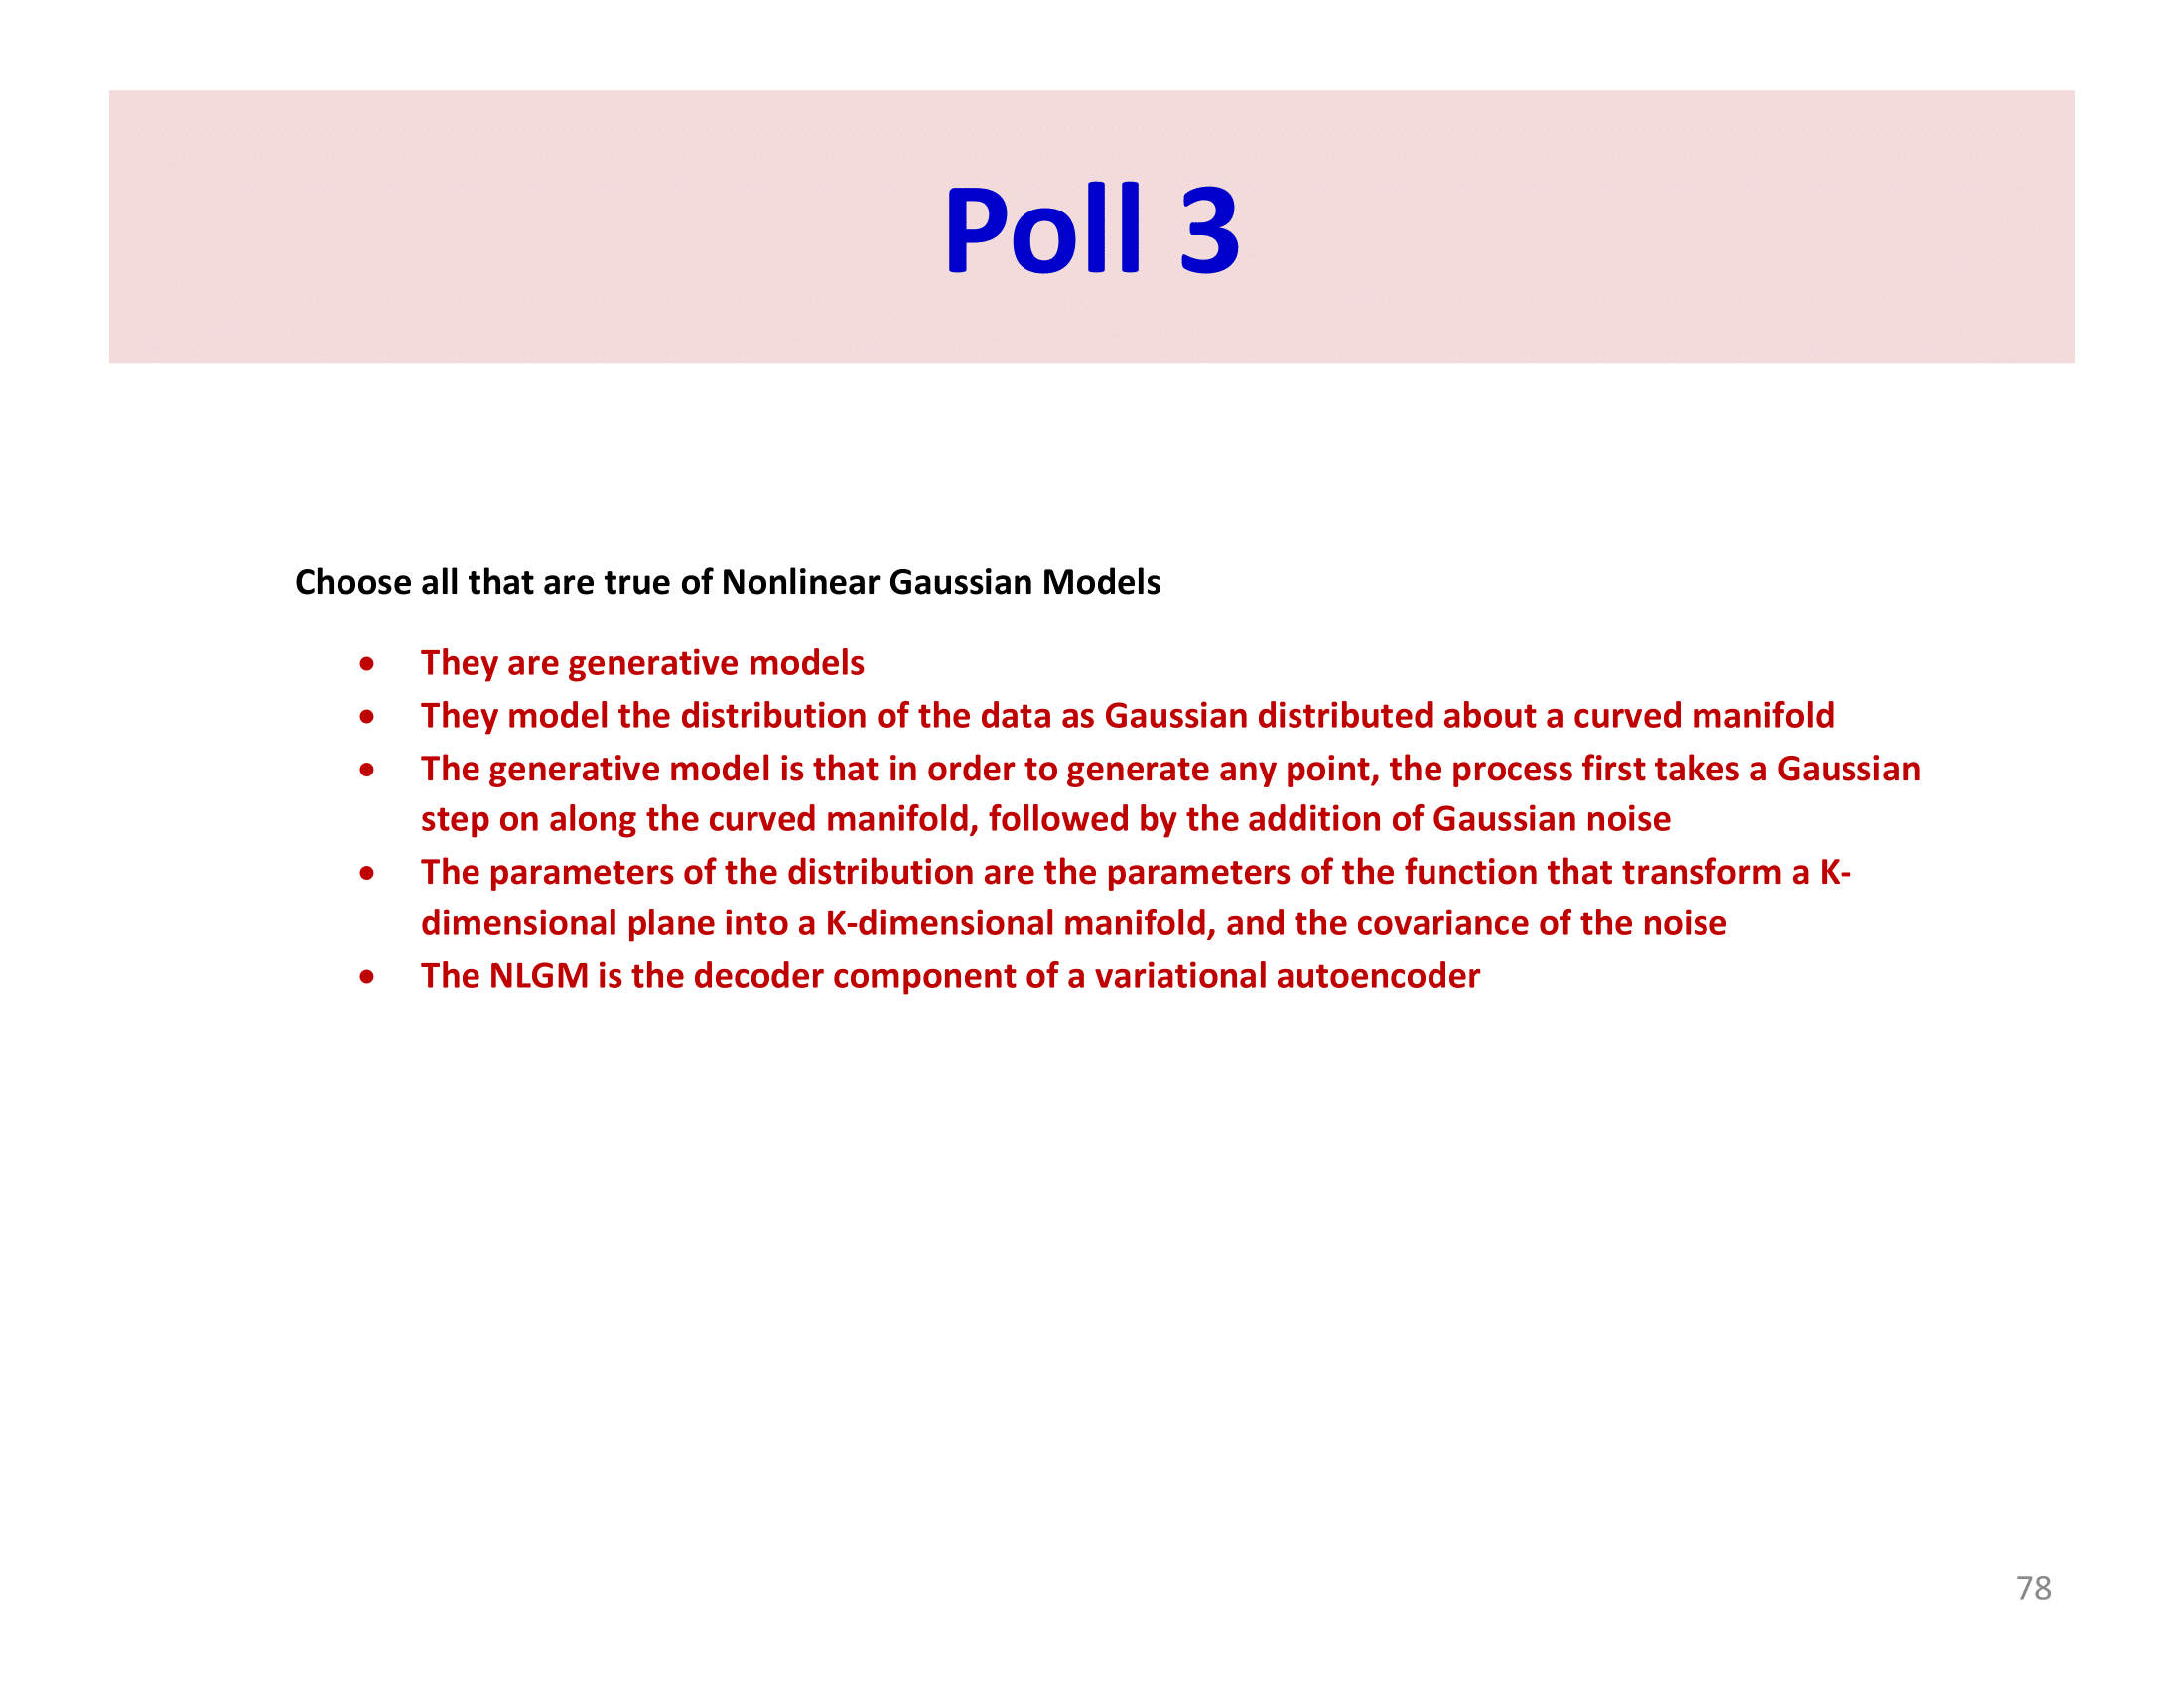 Poll 3
Choose all that are true of Nonlinear Gaussian Models
• They are generative models
• They model the distribution of the data as Gaussian distributed about a curved manifold
• The generative model is that in order to generate any point, the process first takes a Gaussian
step on along the curved manifold, followed by the addition of Gaussian noise
• The parameters of the distribution are the parameters of the function that transform a K-
dimensional plane into a K-dimensional manifold, and the covariance of the noise
• The NLGM is the decoder component of a variational autoencoder
78